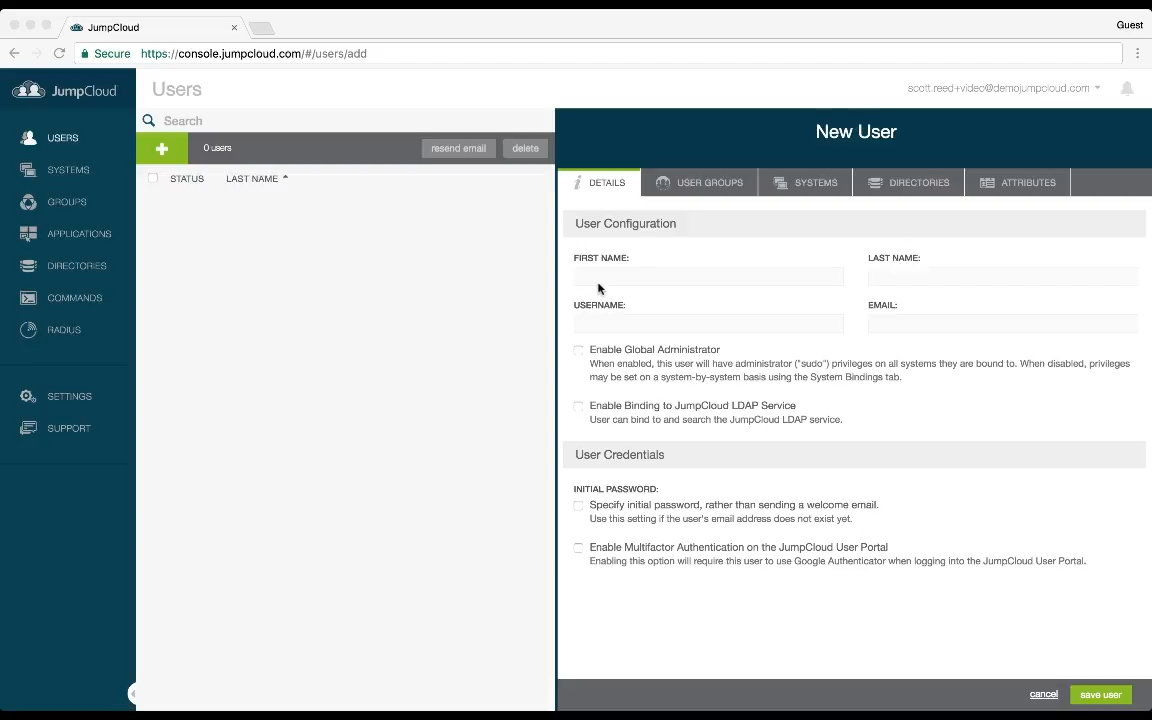 JumpCloud
Guest
Secure https://console.jumpcloud.com/#/users/add
JumpCloud
Users
scott.reed+video@demojumpcloud.com
Search
New User
0 users
resend email
delete
STATUS
LAST NAME
DETAILS
USER GROUPS
SYSTEMS
DIRECTORIES
ATTRIBUTES
USERS
SYSTEMS
GROUPS
APPLICATIONS
DIRECTORIES
COMMANDS
RADIUS
SETTINGS
SUPPORT
User Configuration
FIRST NAME:
LAST NAME:
USERNAME:
EMAIL:
Enable Global Administrator
When enabled, this user will have administrator ("sudo") privileges on all systems they are bound to. When disabled, privileges
may be set on a system-by-system basis using the System Bindings tab.
Enable Binding to JumpCloud LDAP Service
User can bind to and search the JumpCloud LDAP service.
User Credentials
INITIAL PASSWORD:
Specify initial password, rather than sending a welcome email.
Use this setting if the user's email address does not exist yet.
Enable Multifactor Authentication on the JumpCloud User Portal
Enabling this option will require this user to use Google Authenticator when logging into the JumpCloud User Portal.
cancel
save user